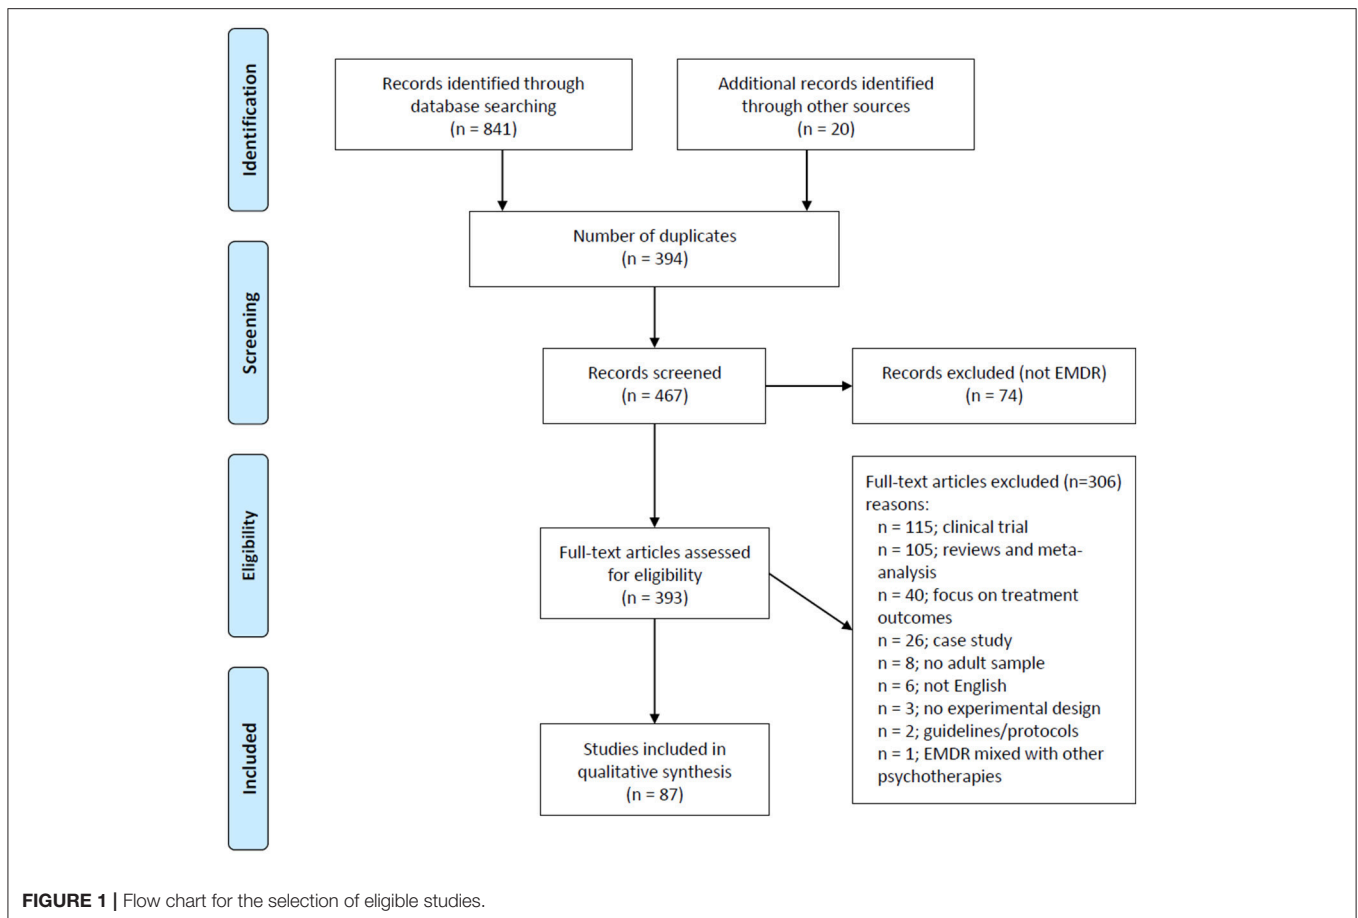 Identification
Records identified through
database searching
(n = 841)
Additional records identified
through other sources
(n = 20)
Screening
Number of duplicates
(n = 394)
Records screened
(n = 467)
Records excluded (not EMDR)
(n = 74)
Eligibility
Full-text articles assessed
for eligibility
(n = 393)
Full-text articles excluded (n=306)
reasons:
n = 115; clinical trial
n = 105; reviews and meta-
analysis
n = 40; focus on treatment
outcomes
n = 26; case study
n = 8; no adult sample
n = 6; not English
n = 3; no experimental design
n = 2; guidelines/protocols
n = 1; EMDR mixed with other
psychotherapies
Included
Studies included in
qualitative synthesis
(n = 87)
FIGURE 1 | Flow chart for the selection of eligible studies.